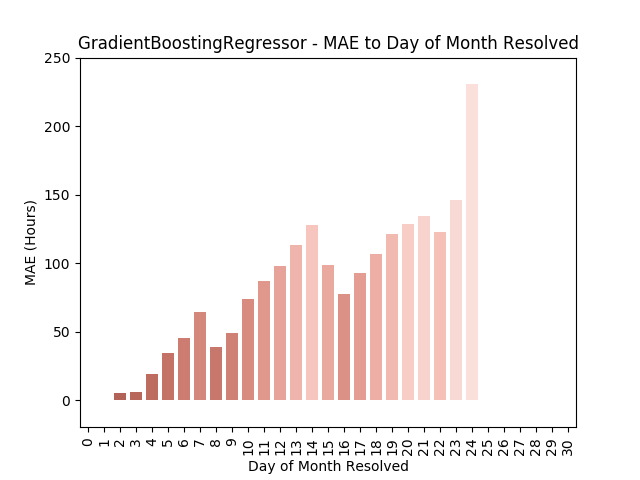 GradientBoostingRegressor - MAE to Day of Month Resolved
250
200
150
100
50
0
MAE (Hours)
0 1 2 3 4 5 6 7 8 9 10 11 12 13 14 15 16 17 18 19 20 21 22 23 24 25 26 27 28 29 30
Day of Month Resolved